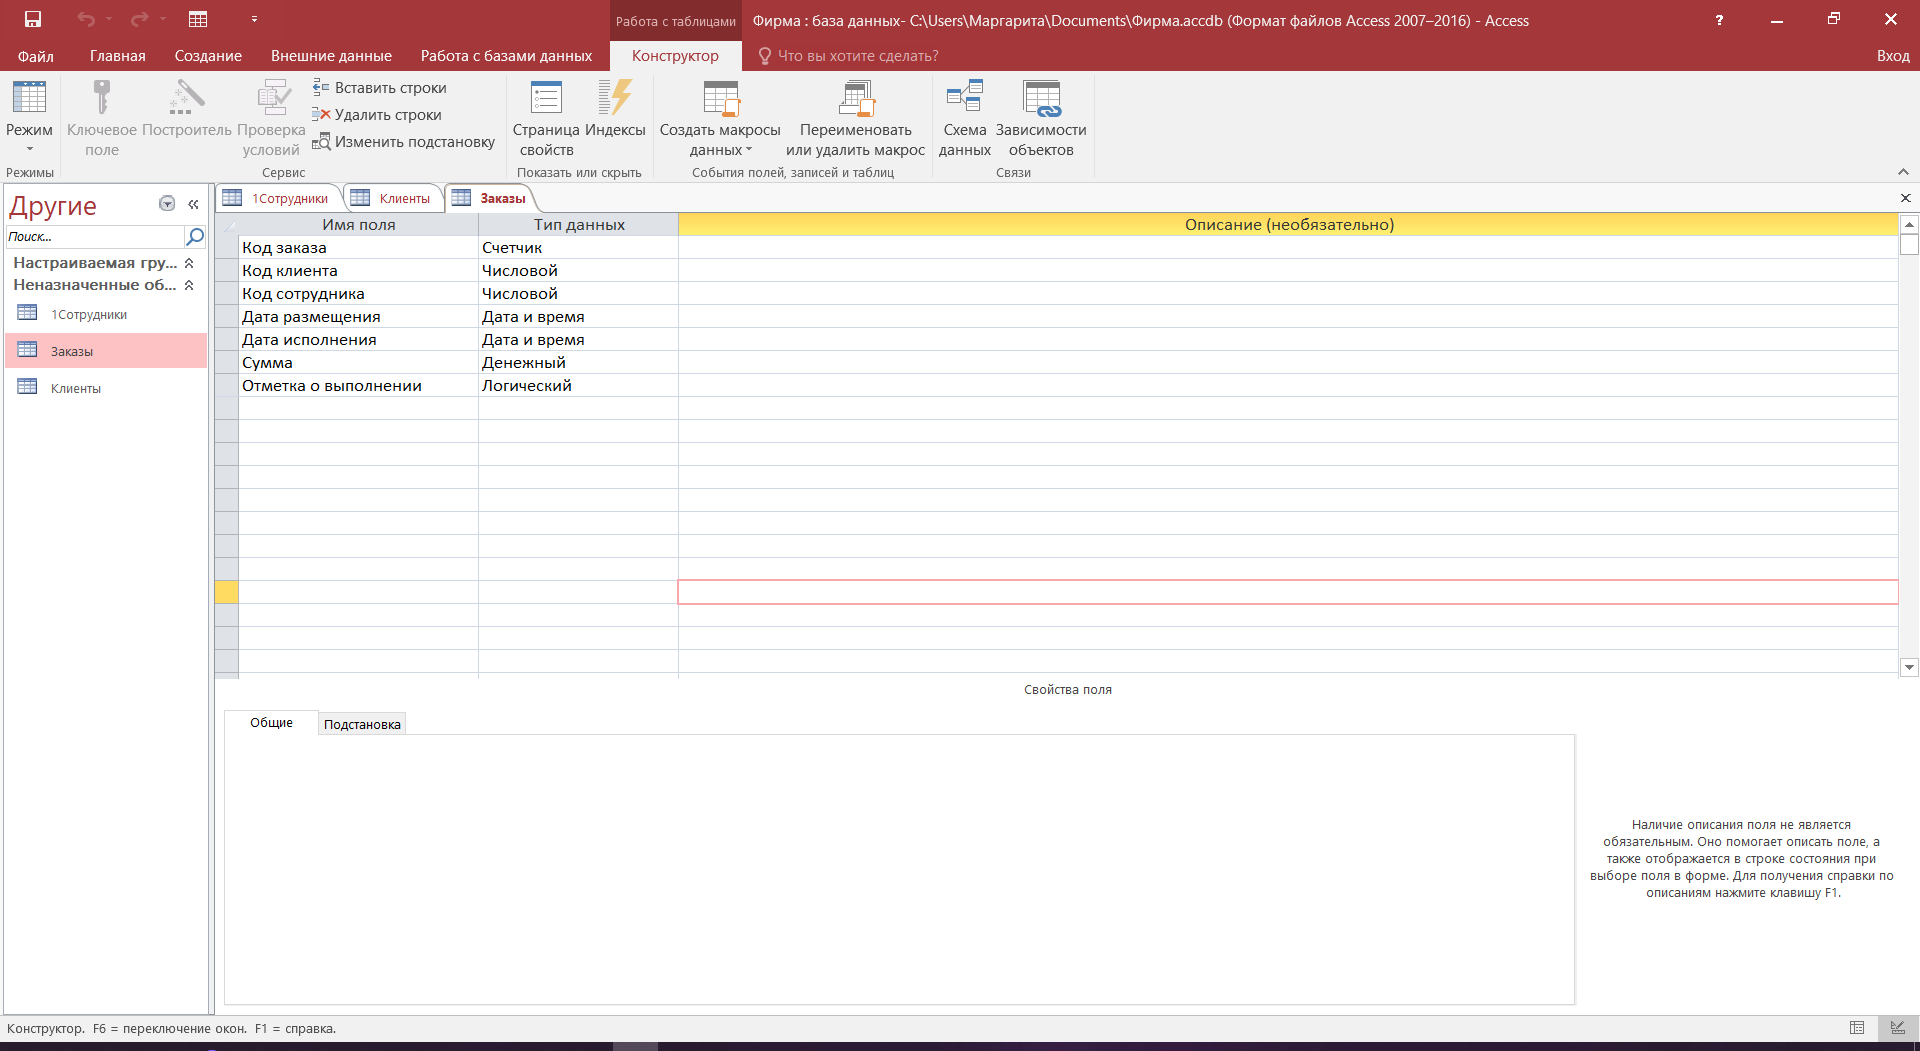 Работа с таблицами
Фирма : база данных- C:\Users\Маргарита\Documents\Фирма.accdb (Формат файлов Access 2007–2016) - Access
?
Файл
Главная
Создание
Внешние данные
Работа с базами данных
Конструктор
Что вы хотите сделать?
Вход
Режим
Ключевое поле
Построитель
Проверка условий
Вставить строки
Удалить строки
Изменить подстановку
Страница свойств
Индексы
Создать макросы данных
Переименовать или удалить макрос
Схема данных
Зависимости объектов
Режимы
Сервис
Показать или скрыть
События полей, записей и таблиц
Связи
Другие
Поиск...
Настраиваемая гру...
Неназначенные об...
1Сотрудники
Заказы
Клиенты
1Сотрудники
Клиенты
Заказы
Имя поля Тип данных Описание (необязательно)
Код заказа Счетчик
Код клиента Числовой
Код сотрудника Числовой
Дата размещения Дата и время
Дата исполнения Дата и время
Сумма Денежный
Отметка о выполнении Логический
Свойства поля
Общие
Подстановка
Наличие описания поля не является
обязательным. Оно помогает описать поле, а
также отображается в строке состояния при
выборе поля в форме. Для получения справки по
описаниям нажмите клавишу F1.
Конструктор. F6 = переключение окон. F1 = справка.